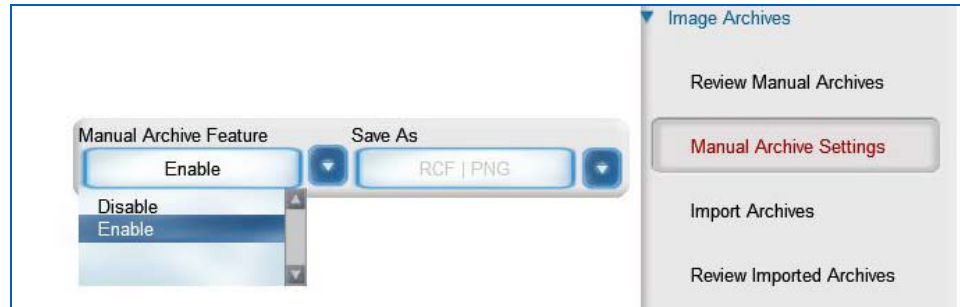 Image Archives
Review Manual Archives
Manual Archive Feature
Save As
Manual Archive Settings
Enable
RCF | PNG
Disable
Enable
Import Archives
Review Imported Archives